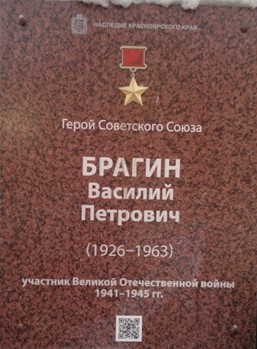 НАСЛЕДИЕ КРАСНОЯРСКОГО КРАЯ
Герой Советского Союза
БРАГИН
Василий
Петрович
(1926–1963)
участник Великой Отечественной войны
1941–1945 гг.